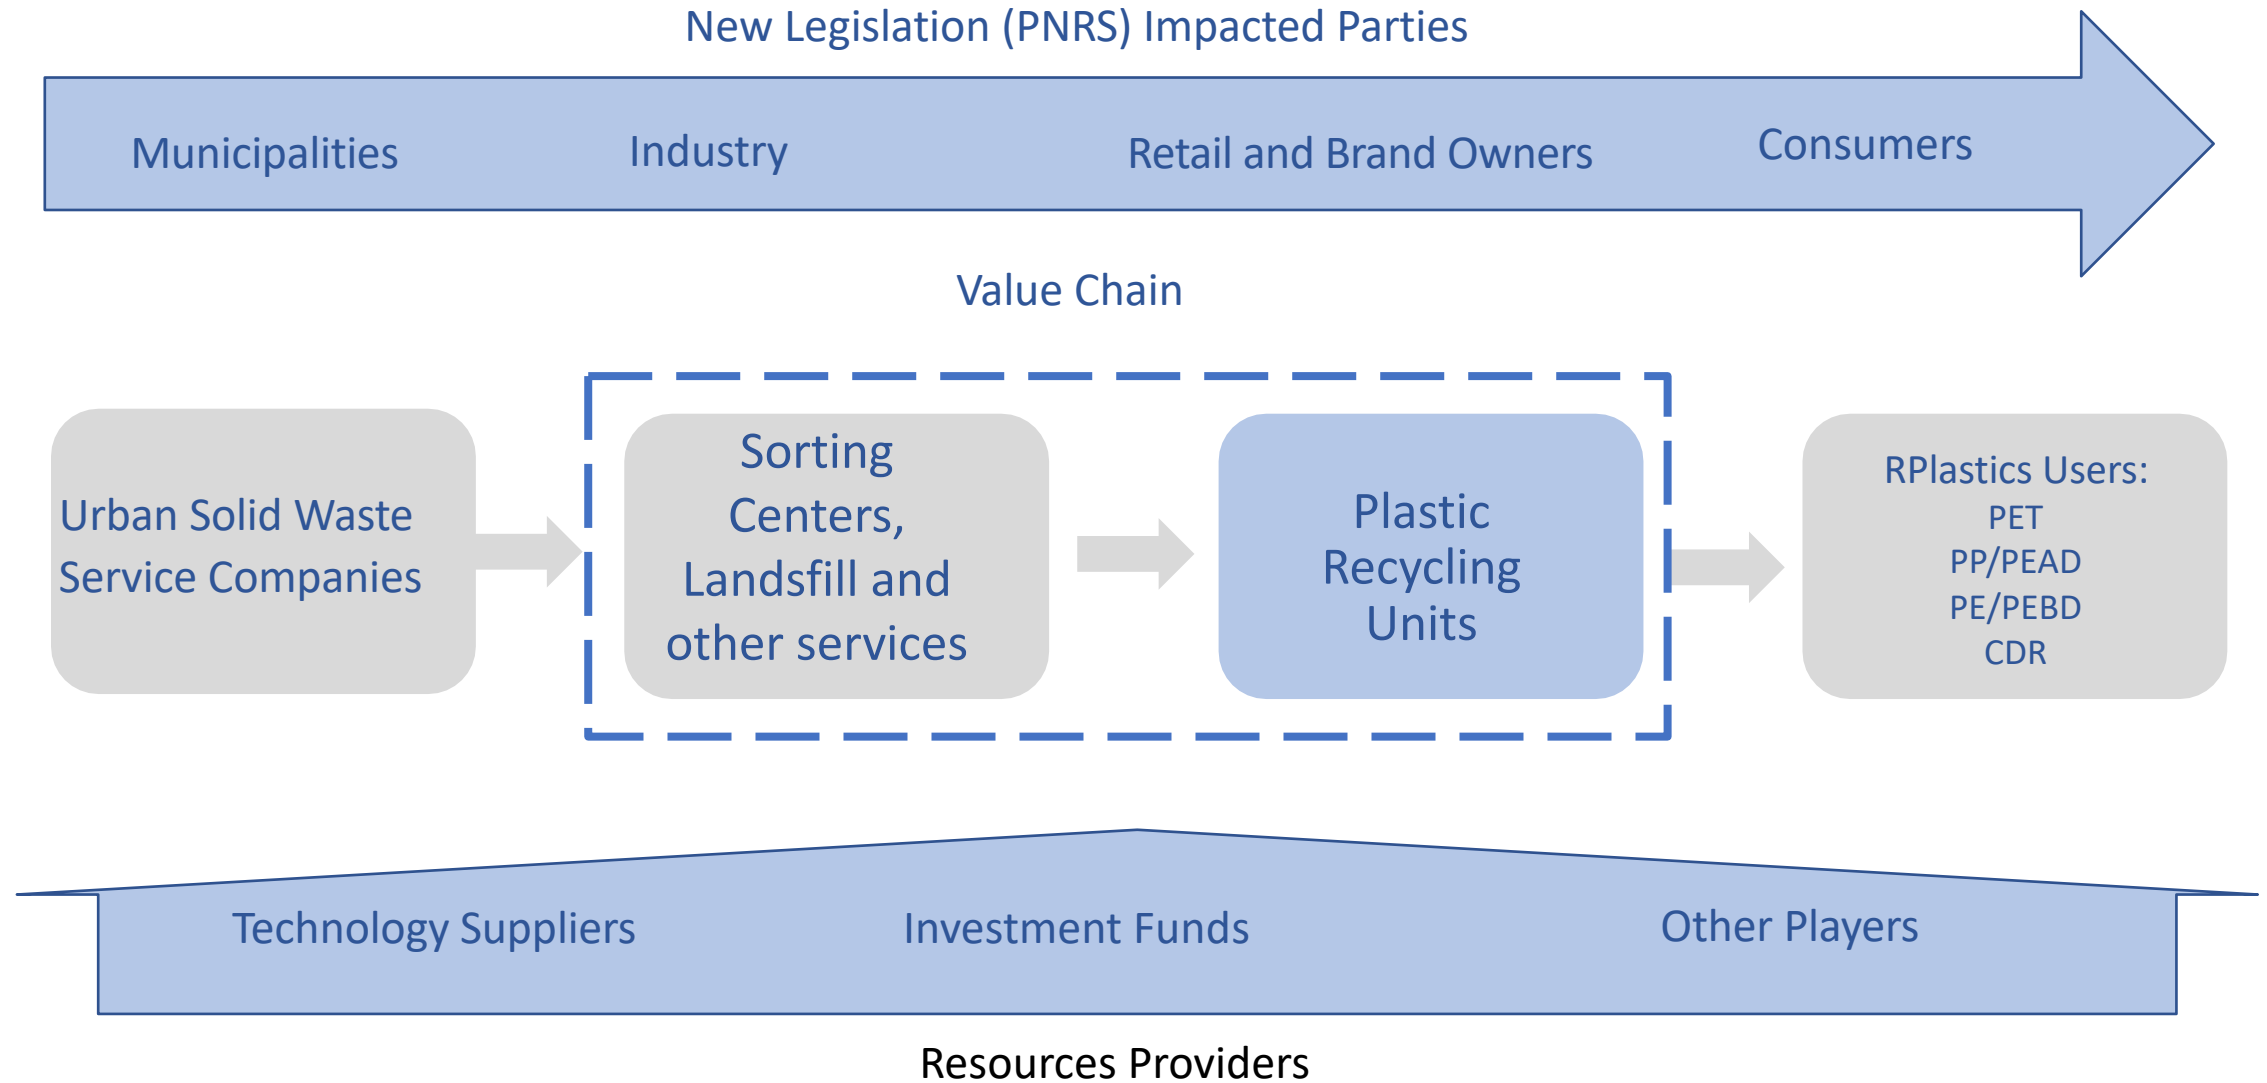 New Legislation (PNRS) Impacted Parties
Municipalities
Industry
Retail and Brand Owners
Consumers
Value Chain
Urban Solid Waste
Service Companies
Sorting
Centers,
Landsfill and
other services
Plastic
Recycling
Units
RPlastics Users:
PET
PP/PEAD
PE/PEBD
CDR
Technology Suppliers
Investment Funds
Other Players
Resources Providers